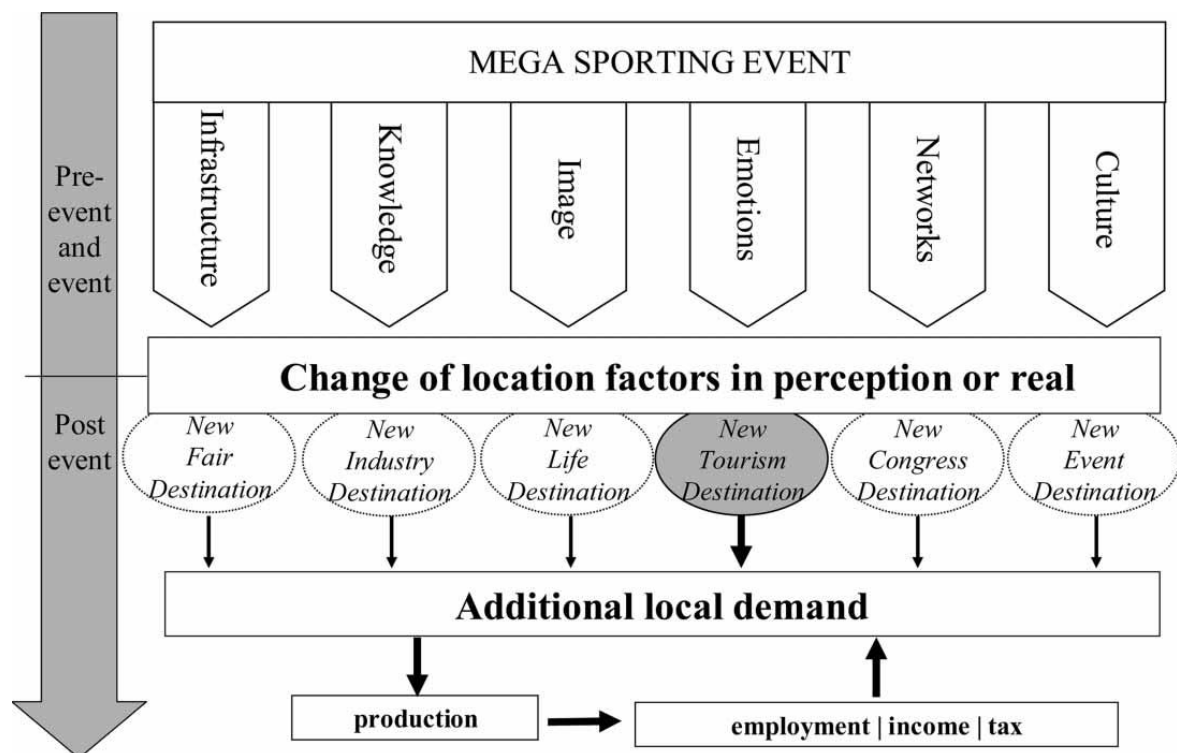 MEGA SPORTING EVENT
Infrastructure
Knowledge
Image
Emotions
Networks
Culture
Pre-
event
and
event
Change of location factors in perception or real
Post
event
New
Fair
Destination
New
Industry
Destination
New
Life
Destination
New
Tourism
Destination
New
Congress
Destination
New
Event
Destination
Additional local demand
production
employment | income | tax